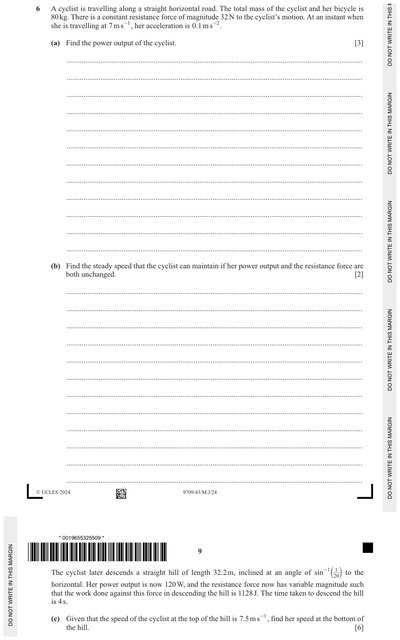 6 A cyclist is travelling along a straight horizontal road. The total mass of the cyclist and her bicycle is
80 kg. There is a constant resistance force of magnitude 32 N to the cyclist's motion. At an instant when
she is travelling at 7 m s⁻¹, her acceleration is 0.1 m s⁻².
(a) Find the power output of the cyclist. [3]
(b) Find the steady speed that the cyclist can maintain if her power output and the resistance force are
both unchanged. [2]
DO NOT WRITE IN THIS MARGIN
DO NOT WRITE IN THIS MARGIN
DO NOT WRITE IN THIS MARGIN
DO NOT WRITE IN THIS MARGIN
DO NOT WRITE IN THIS MARGIN
© UCLES 2024 9709/43/M/J/24
* 0019655325509 *
9
DO NOT WRITE IN THIS MARGIN
The cyclist later descends a straight hill of length 32.2 m, inclined at an angle of sin⁻¹(1/20) to the
horizontal. Her power output is now 120 W, and the resistance force now has variable magnitude such
that the work done against this force in descending the hill is 1128 J. The time taken to descend the hill
is 4 s.
(c) Given that the speed of the cyclist at the top of the hill is 7.5 m s⁻¹, find her speed at the bottom of
the hill. [6]